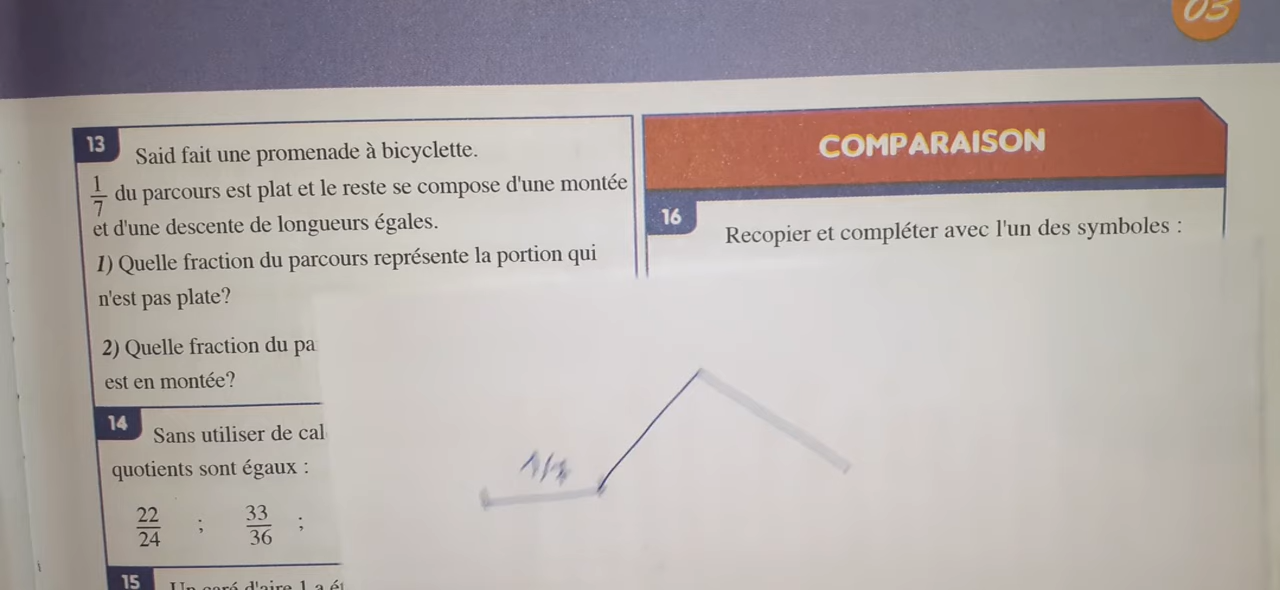 03
13
Said fait une promenade à bicyclette.
1/7 du parcours est plat et le reste se compose d'une montée
et d'une descente de longueurs égales.
1) Quelle fraction du parcours représente la portion qui
n'est pas plate?
2) Quelle fraction du pa
est en montée?
14
Sans utiliser de cal
quotients sont égaux :
22/24 ; 33/36 ;
15
COMPARAISON
16
Recopier et compléter avec l'un des symboles :
1/7